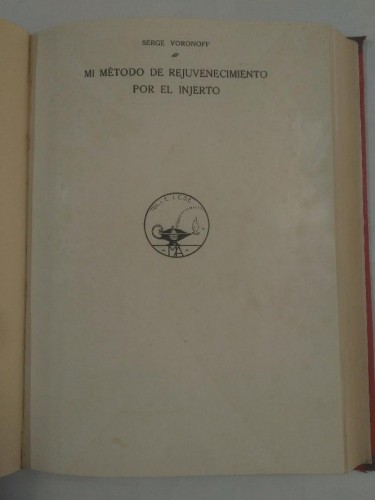 SERGE VORONOFF
MI MÉTODO DE REJUVENECIMIENTO
POR EL INJERTO